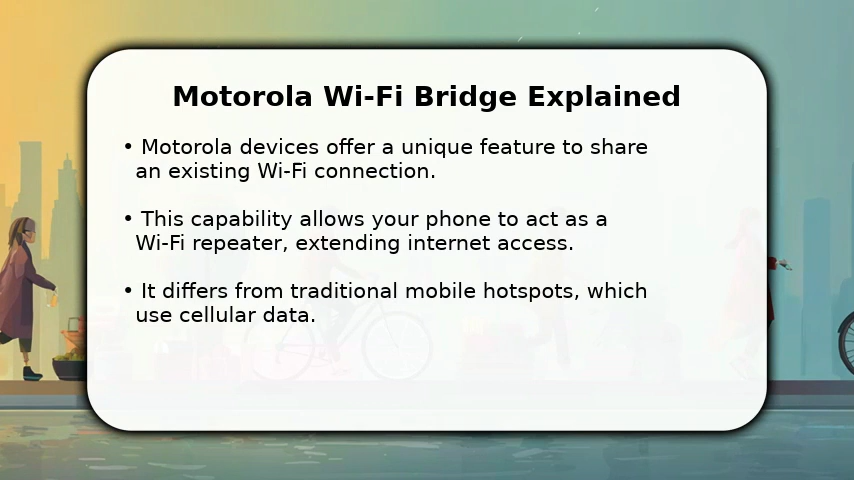 Motorola Wi-Fi Bridge Explained
• Motorola devices offer a unique feature to share
an existing Wi-Fi connection.
• This capability allows your phone to act as a
Wi-Fi repeater, extending internet access.
• It differs from traditional mobile hotspots, which
use cellular data.